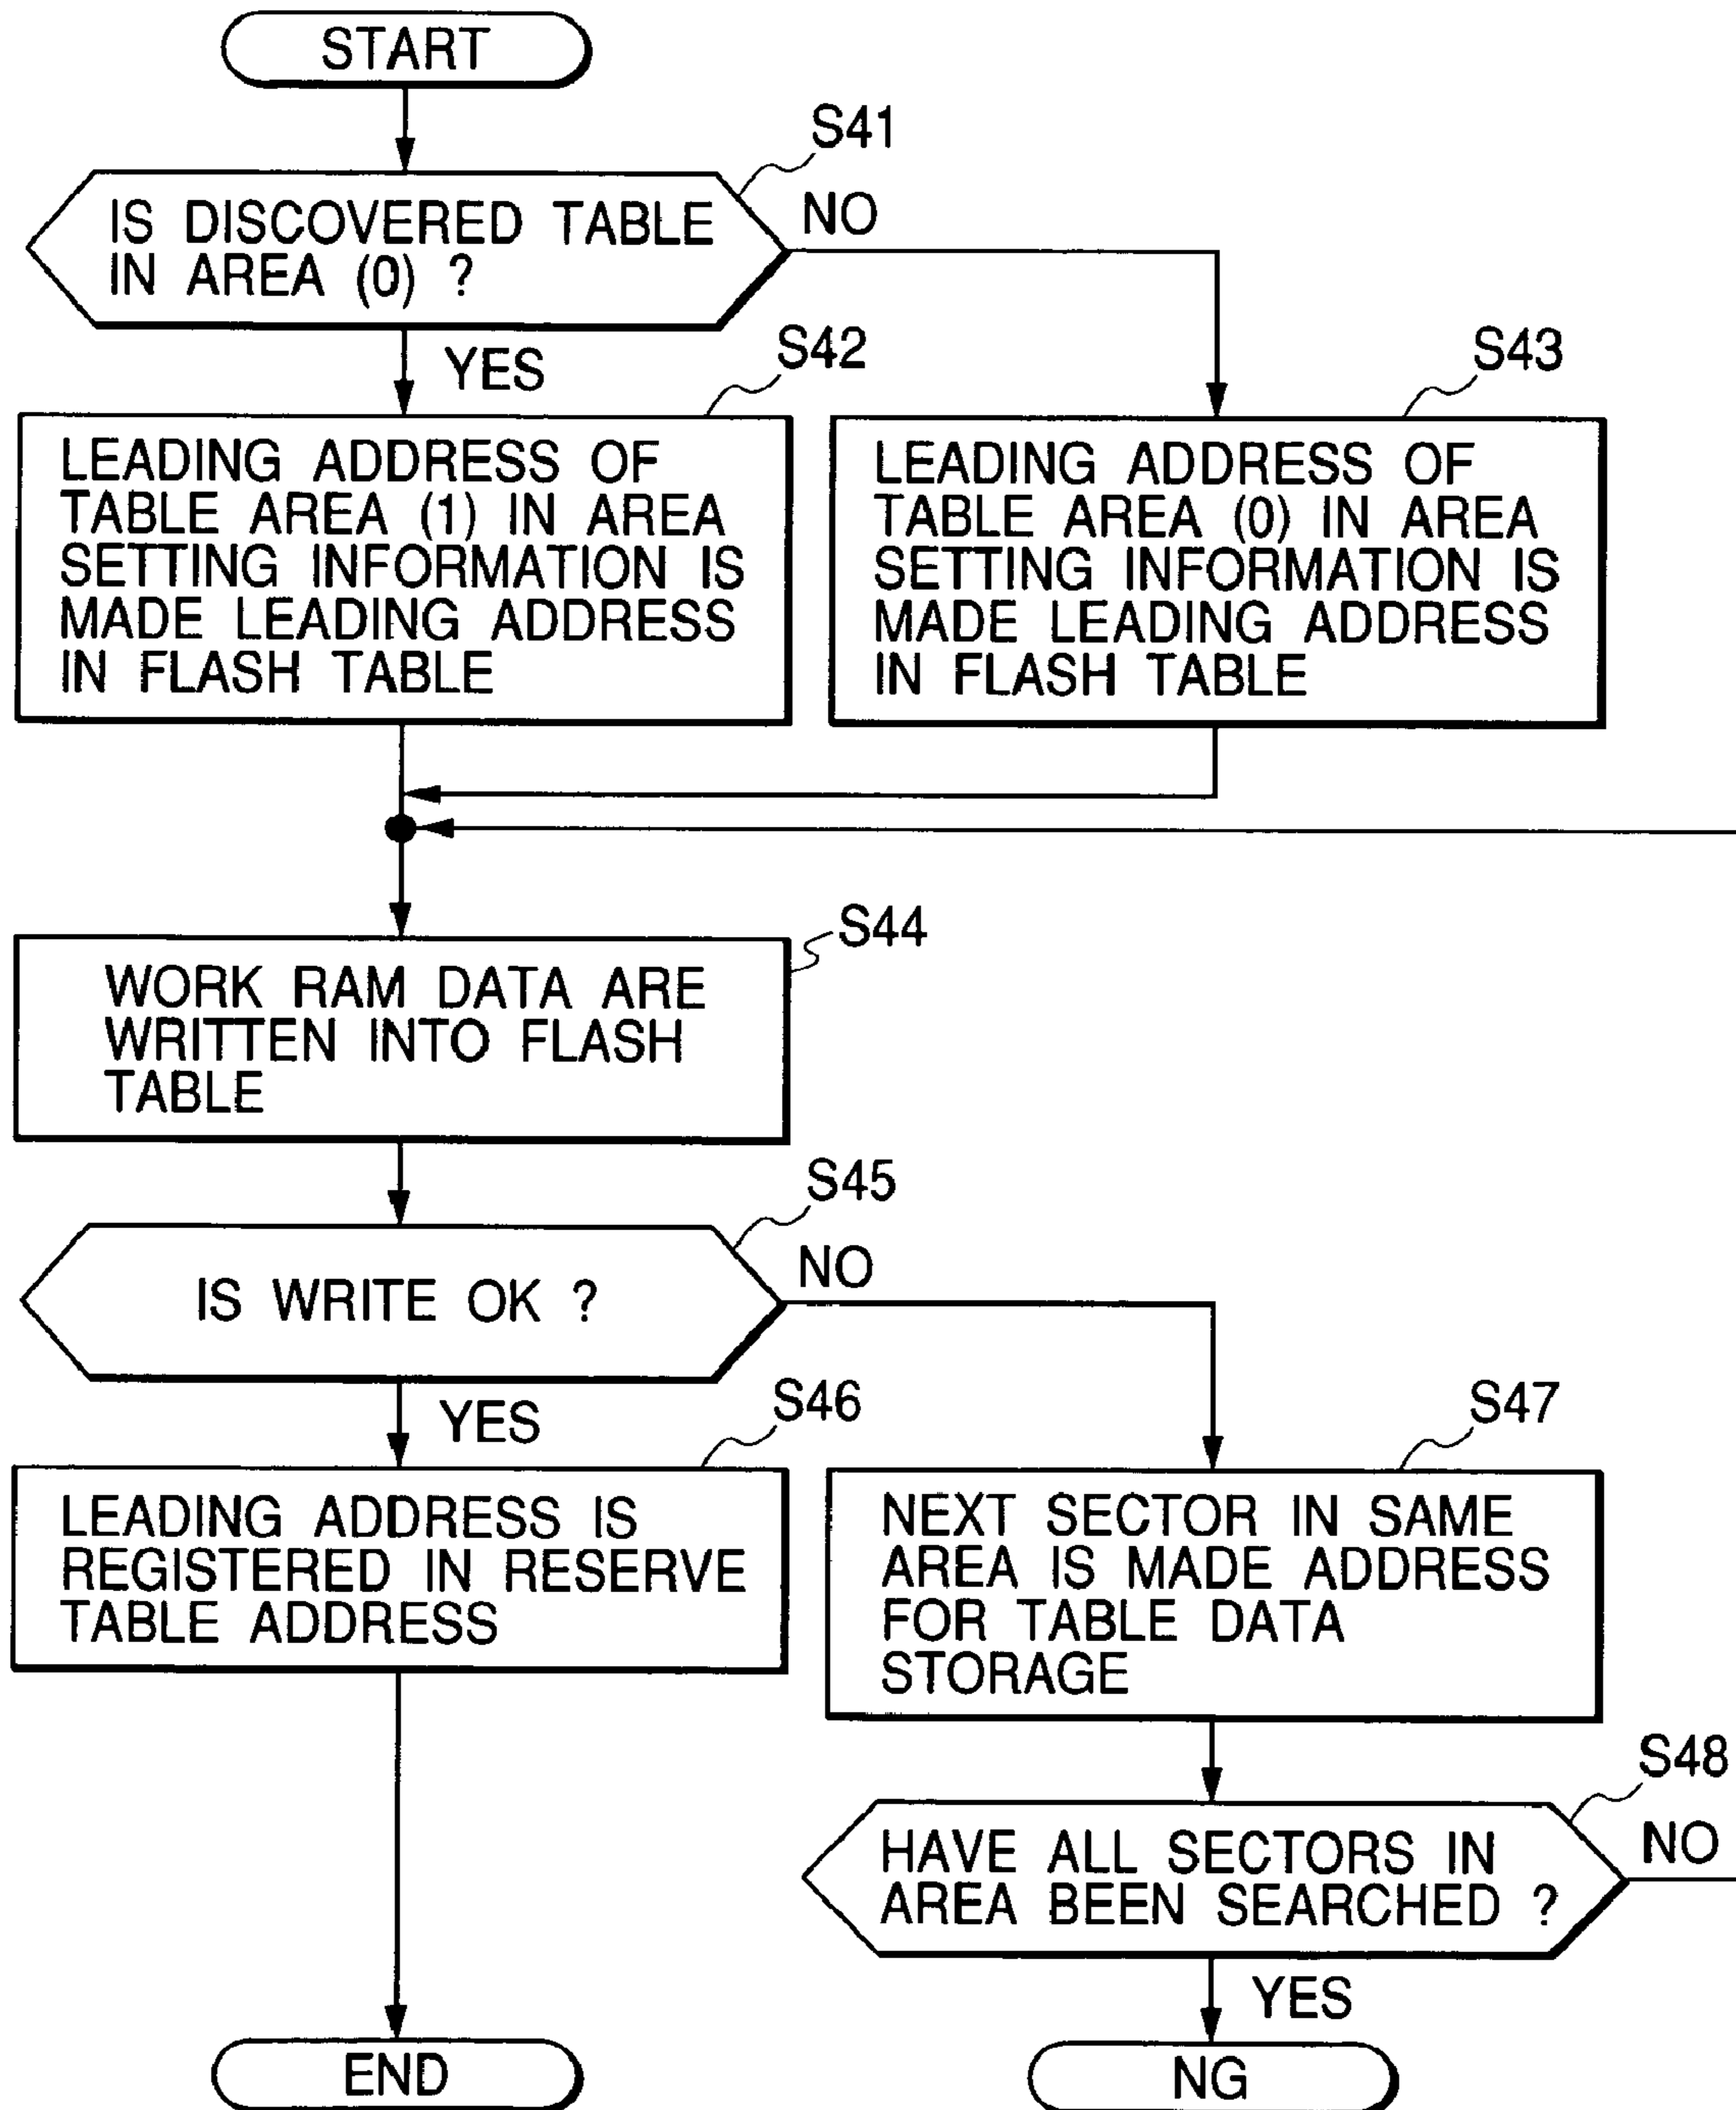 START
S41
IS DISCOVERED TABLE
IN AREA (0) ?
NO
YES
S42
LEADING ADDRESS OF
TABLE AREA (1) IN AREA
SETTING INFORMATION IS
MADE LEADING ADDRESS
IN FLASH TABLE
S43
LEADING ADDRESS OF
TABLE AREA (0) IN AREA
SETTING INFORMATION IS
MADE LEADING ADDRESS
IN FLASH TABLE
S44
WORK RAM DATA ARE
WRITTEN INTO FLASH
TABLE
S45
IS WRITE OK ?
NO
YES
S46
LEADING ADDRESS IS
REGISTERED IN RESERVE
TABLE ADDRESS
S47
NEXT SECTOR IN SAME
AREA IS MADE ADDRESS
FOR TABLE DATA
STORAGE
S48
HAVE ALL SECTORS IN
AREA BEEN SEARCHED ?
NO
YES
END
NG